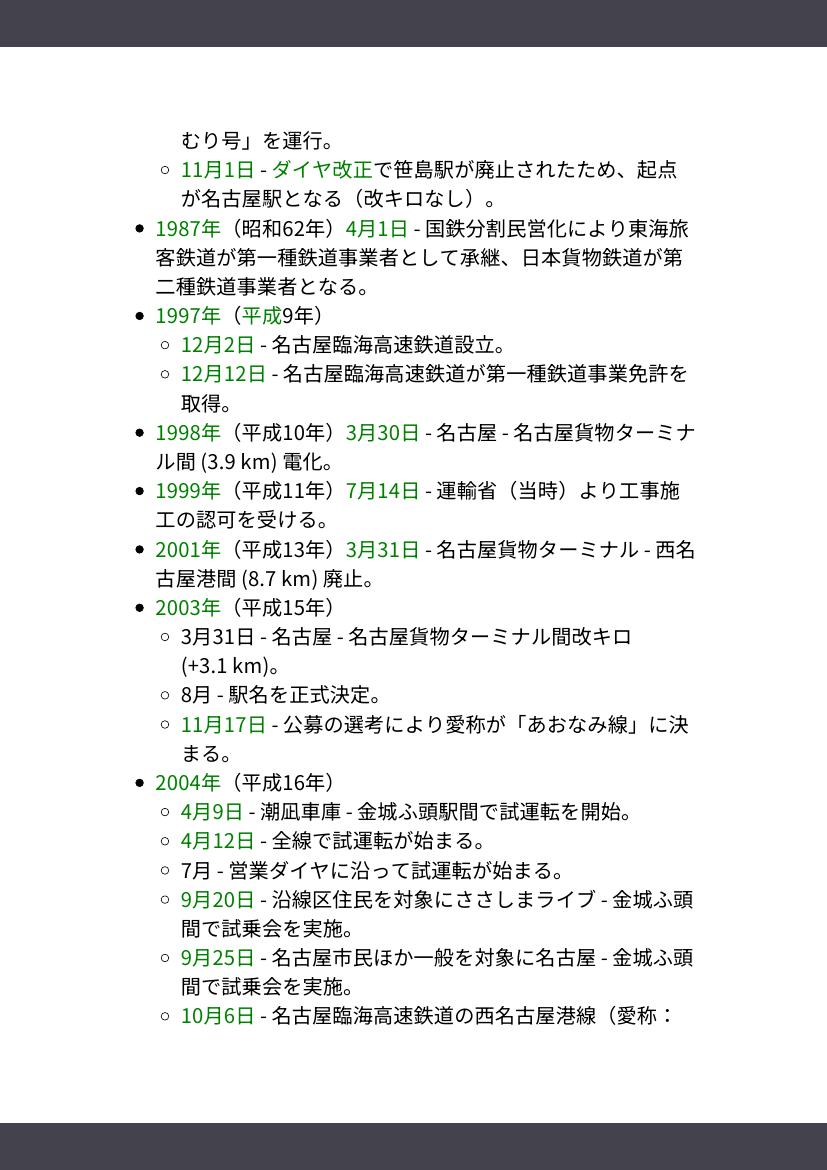 むり号」を運行。
11月1日 - ダイヤ改正で笹島駅が廃止されたため、起点
が名古屋駅となる（改キロなし）。
1987年（昭和62年）4月1日 - 国鉄分割民営化により東海旅
客鉄道が第一種鉄道事業者として承継、日本貨物鉄道が第
二種鉄道事業者となる。
1997年（平成9年）
12月2日 - 名古屋臨海高速鉄道設立。
12月12日 - 名古屋臨海高速鉄道が第一種鉄道事業免許を
取得。
1998年（平成10年）3月30日 - 名古屋 - 名古屋貨物ターミナ
ル間 (3.9 km) 電化。
1999年（平成11年）7月14日 - 運輸省（当時）より工事施
工の認可を受ける。
2001年（平成13年）3月31日 - 名古屋貨物ターミナル - 西名
古屋港間 (8.7 km) 廃止。
2003年（平成15年）
3月31日 - 名古屋 - 名古屋貨物ターミナル間改キロ
(+3.1 km)。
8月 - 駅名を正式決定。
11月17日 - 公募の選考により愛称が「あおなみ線」に決
まる。
2004年（平成16年）
4月9日 - 潮凪車庫 - 金城ふ頭駅間で試運転を開始。
4月12日 - 全線で試運転が始まる。
7月 - 営業ダイヤに沿って試運転が始まる。
9月20日 - 沿線区住民を対象にささしまライブ - 金城ふ頭
間で試乗会を実施。
9月25日 - 名古屋市民ほか一般を対象に名古屋 - 金城ふ頭
間で試乗会を実施。
10月6日 - 名古屋臨海高速鉄道の西名古屋港線（愛称：